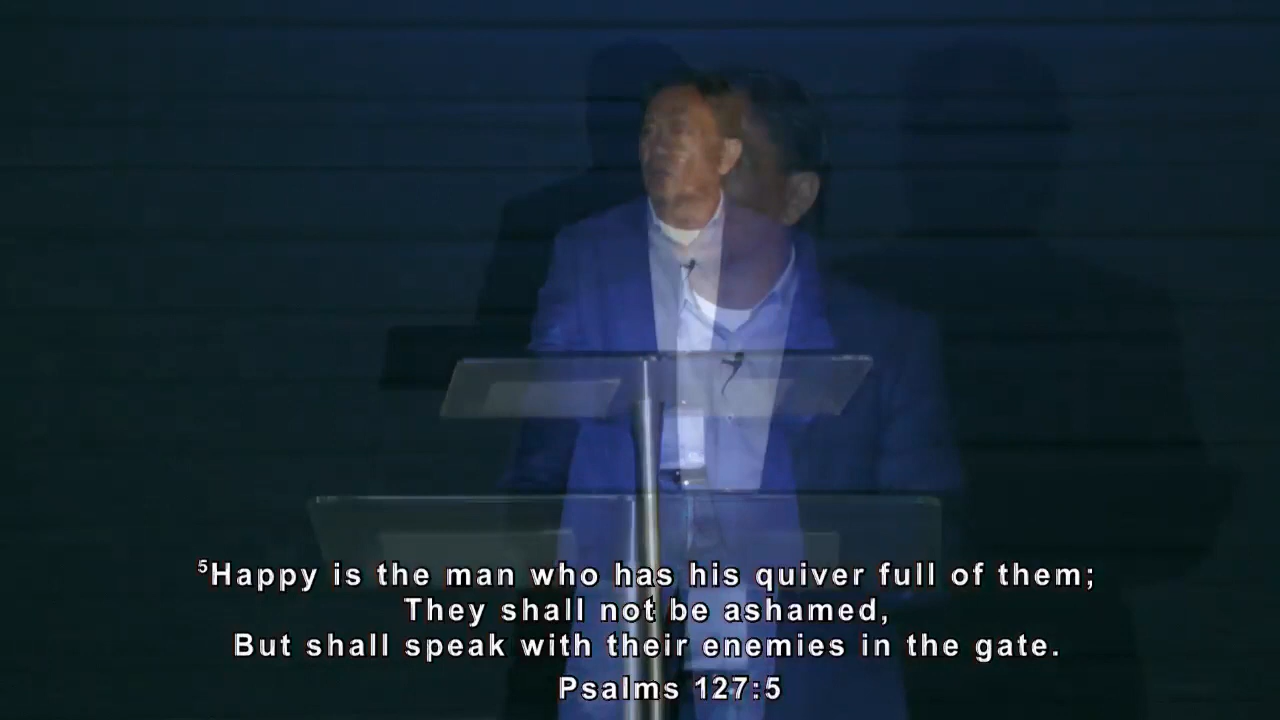 ⁵Happy is the man who has his quiver full of them;
They shall not be ashamed,
But shall speak with their enemies in the gate.
Psalms 127:5